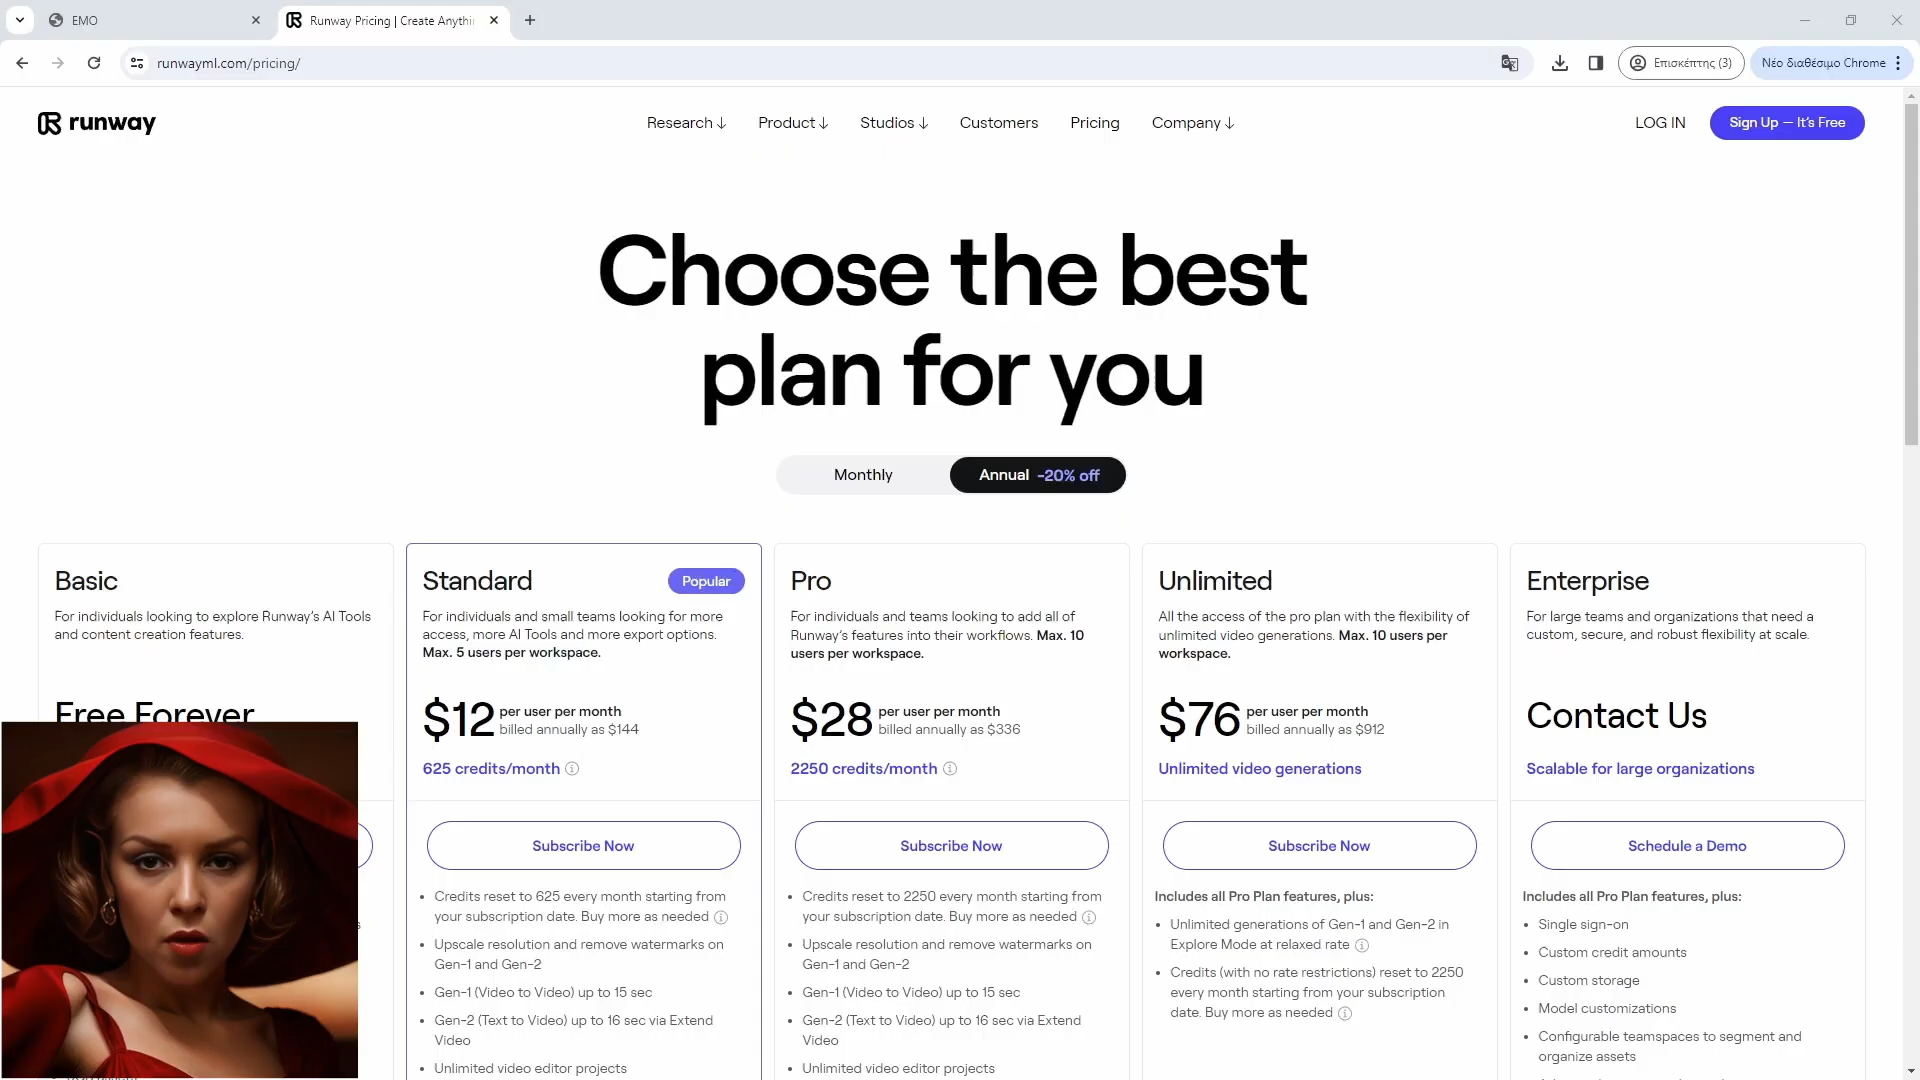 EMO
Runway Pricing | Create Anythi
runwayml.com/pricing/
Επισκέπτης (3)
Νέο διαθέσιμο Chrome
runway
Research ↓
Product ↓
Studios ↓
Customers
Pricing
Company ↓
LOG IN
Sign Up — It's Free
Choose the best
plan for you
Monthly
Annual -20% off
Basic
For individuals looking to explore Runway's AI Tools
and content creation features.
Free Forever
Standard
Popular
For individuals and small teams looking for more
access, more AI Tools and more export options.
Max. 5 users per workspace.
$12 per user per month
billed annually as $144
625 credits/month
Subscribe Now
• Credits reset to 625 every month starting from
your subscription date. Buy more as needed
• Upscale resolution and remove watermarks on
Gen-1 and Gen-2
• Gen-1 (Video to Video) up to 15 sec
• Gen-2 (Text to Video) up to 16 sec via Extend
Video
• Unlimited video editor projects
Pro
For individuals and teams looking to add all of
Runway's features into their workflows. Max. 10
users per workspace.
$28 per user per month
billed annually as $336
2250 credits/month
Subscribe Now
• Credits reset to 2250 every month starting from
your subscription date. Buy more as needed
• Upscale resolution and remove watermarks on
Gen-1 and Gen-2
• Gen-1 (Video to Video) up to 15 sec
• Gen-2 (Text to Video) up to 16 sec via Extend
Video
• Unlimited video editor projects
Unlimited
All the access of the pro plan with the flexibility of
unlimited video generations. Max. 10 users per
workspace.
$76 per user per month
billed annually as $912
Unlimited video generations
Subscribe Now
Includes all Pro Plan features, plus:
• Unlimited generations of Gen-1 and Gen-2 in
Explore Mode at relaxed rate
• Credits (with no rate restrictions) reset to 2250
every month starting from your subscription
date. Buy more as needed
Enterprise
For large teams and organizations that need a
custom, secure, and robust flexibility at scale.
Contact Us
Scalable for large organizations
Schedule a Demo
Includes all Pro Plan features, plus:
• Single sign-on
• Custom credit amounts
• Custom storage
• Model customizations
• Configurable teamspaces to segment and
organize assets